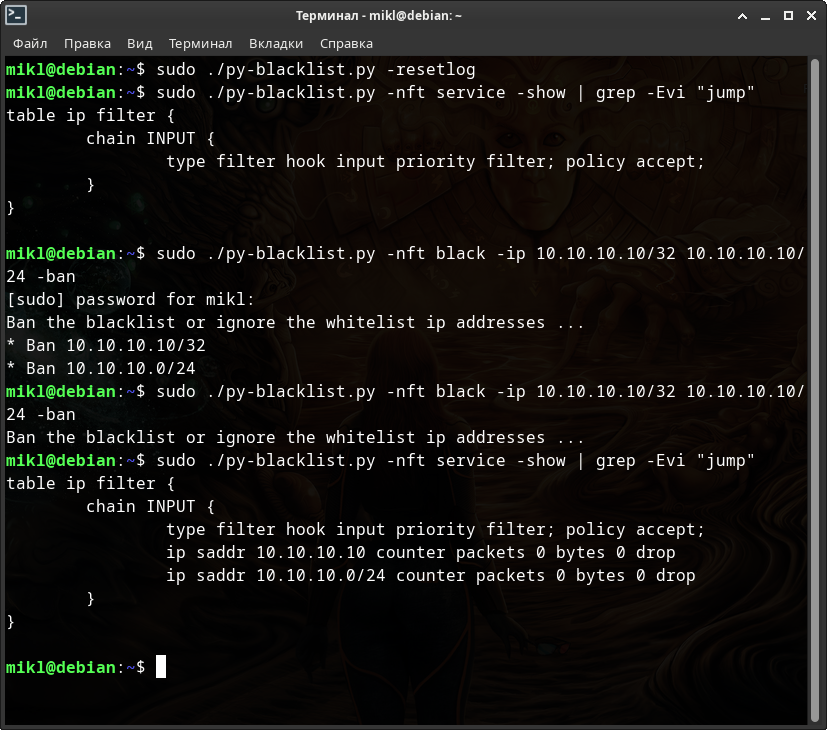 Терминал - mikl@debian: ~
Файл Правка Вид Терминал Вкладки Справка
mikl@debian:~$ sudo ./py-blacklist.py -resetlog
mikl@debian:~$ sudo ./py-blacklist.py -nft service -show | grep -Evi "jump"
table ip filter {
        chain INPUT {
                type filter hook input priority filter; policy accept;
        }
}
mikl@debian:~$ sudo ./py-blacklist.py -nft black -ip 10.10.10.10/32 10.10.10.10/
24 -ban
[sudo] password for mikl:
Ban the blacklist or ignore the whitelist ip addresses ...
* Ban 10.10.10.10/32
* Ban 10.10.10.0/24
mikl@debian:~$ sudo ./py-blacklist.py -nft black -ip 10.10.10.10/32 10.10.10.10/
24 -ban
Ban the blacklist or ignore the whitelist ip addresses ...
mikl@debian:~$ sudo ./py-blacklist.py -nft service -show | grep -Evi "jump"
table ip filter {
        chain INPUT {
                type filter hook input priority filter; policy accept;
                ip saddr 10.10.10.10 counter packets 0 bytes 0 drop
                ip saddr 10.10.10.0/24 counter packets 0 bytes 0 drop
        }
}
mikl@debian:~$